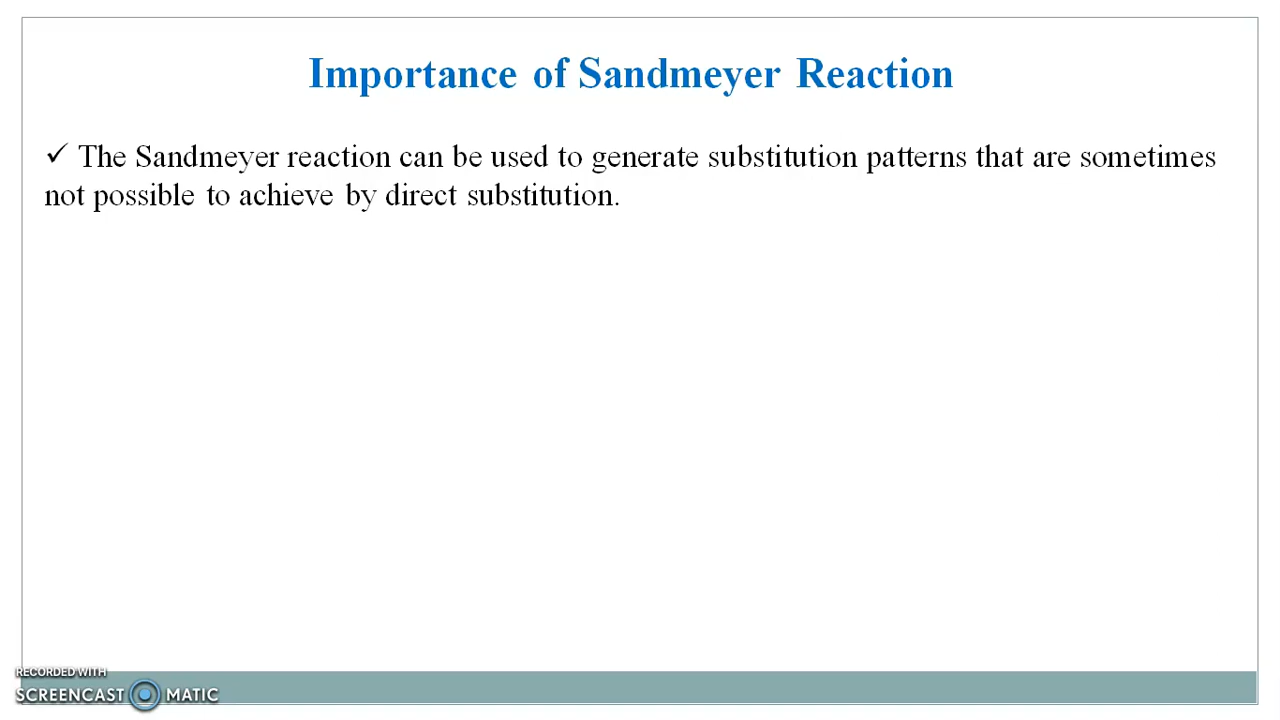 Importance of Sandmeyer Reaction
✓ The Sandmeyer reaction can be used to generate substitution patterns that are sometimes
not possible to achieve by direct substitution.
RECORDED WITH
SCREENCAST MATIC